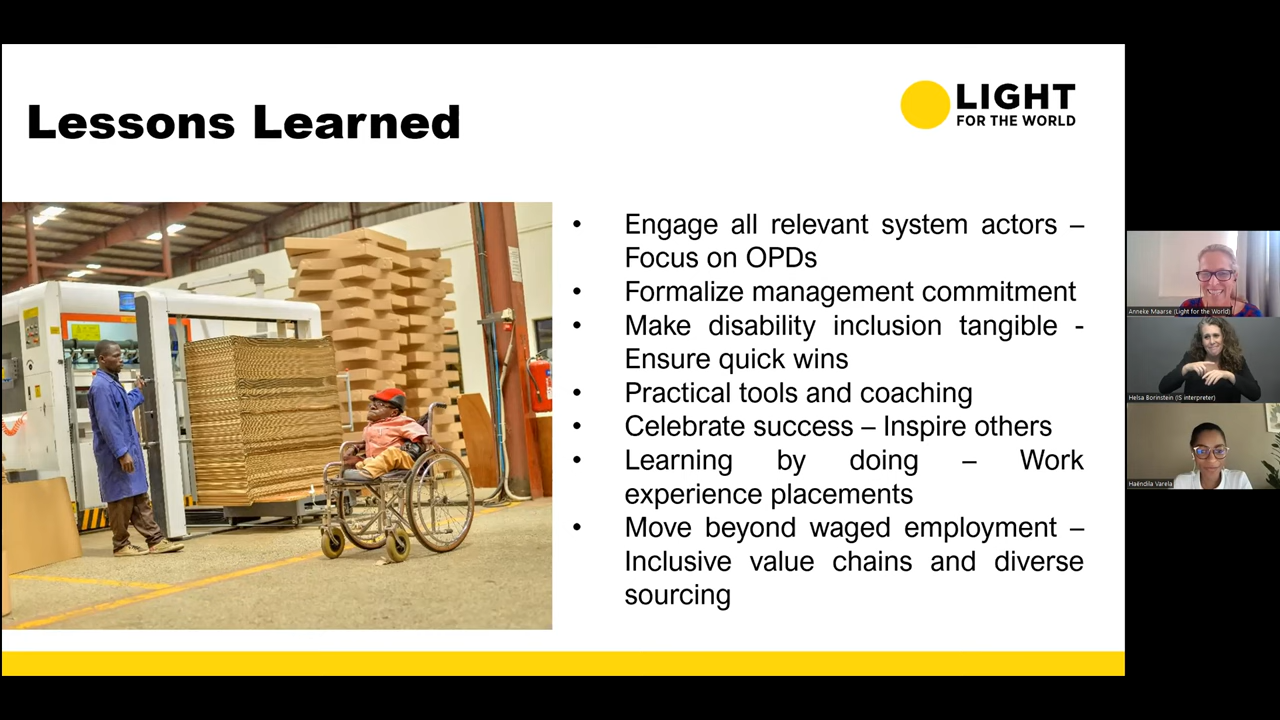 Lessons Learned
LIGHT
FOR THE WORLD
• Engage all relevant system actors –
Focus on OPDs
• Formalize management commitment
• Make disability inclusion tangible -
Ensure quick wins
• Practical tools and coaching
• Celebrate success – Inspire others
• Learning by doing – Work
experience placements
• Move beyond waged employment –
Inclusive value chains and diverse
sourcing
Anneke Maarse (Light for the World)
Helsa Borinstein (IS interpreter)
Haëndila Varela